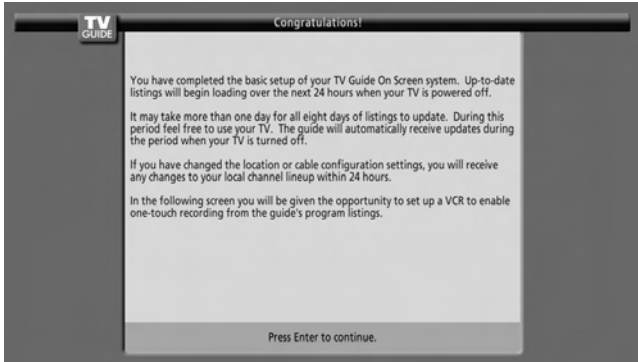 Congratulations!
TV
GUIDE
You have completed the basic setup of your TV Guide On Screen system. Up-to-date
listings will begin loading over the next 24 hours when your TV is powered off.
It may take more than one day for all eight days of listings to update. During this
period feel free to use your TV. The guide will automatically receive updates during
the period when your TV is turned off.
If you have changed the location or cable configuration settings, you will receive
any changes to your local channel lineup within 24 hours.
In the following screen you will be given the opportunity to set up a VCR to enable
one-touch recording from the guide's program listings.
Press Enter to continue.